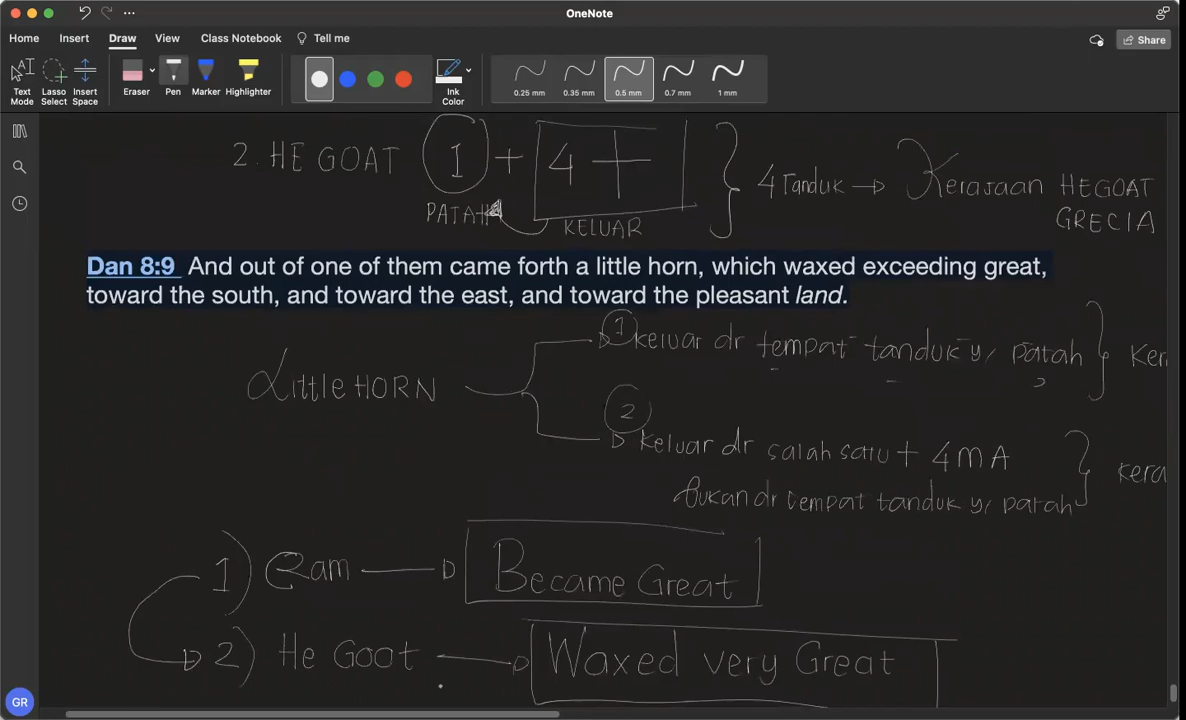 OneNote
Home Insert Draw View Class Notebook Tell me
Share
Text Mode
Lasso Select
Insert Space
Eraser
Pen
Marker
Highlighter
Ink Color
0.25 mm
0.35 mm
0.5 mm
0.7 mm
1 mm
2. HE GOAT 1 + 4 +
4 Tanduk → Kerajaan HEGOAT
GRECIA
PATAH
KELUAR
Dan 8:9 And out of one of them came forth a little horn, which waxed exceeding great,
toward the south, and toward the east, and toward the pleasant land.
Little HORN
1 keluar dr tempat tanduk y/ patah } Ker
2 keluar dr salah satu + 4 MA
bukan dr tempat tanduk y/ patah } kera
1) Ram → Became Great
2) He Goat → Waxed very Great
GR